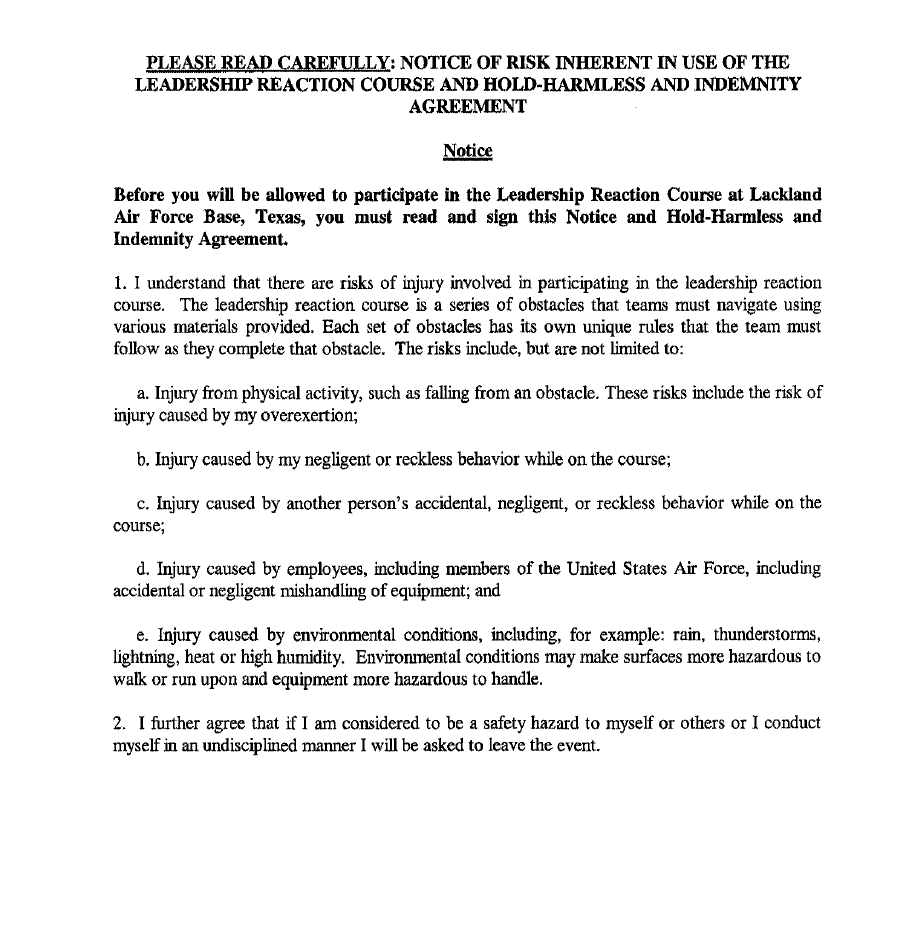 PLEASE READ CAREFULLY: NOTICE OF RISK INHERENT IN USE OF THE
LEADERSHIP REACTION COURSE AND HOLD-HARMLESS AND INDEMNITY
AGREEMENT
Notice
Before you will be allowed to participate in the Leadership Reaction Course at Lackland
Air Force Base, Texas, you must read and sign this Notice and Hold-Harmless and
Indemnity Agreement.
1. I understand that there are risks of injury involved in participating in the leadership reaction
course. The leadership reaction course is a series of obstacles that teams must navigate using
various materials provided. Each set of obstacles has its own unique rules that the team must
follow as they complete that obstacle. The risks include, but are not limited to:
a. Injury from physical activity, such as falling from an obstacle. These risks include the risk of
injury caused by my overexertion;
b. Injury caused by my negligent or reckless behavior while on the course;
c. Injury caused by another person's accidental, negligent, or reckless behavior while on the
course;
d. Injury caused by employees, including members of the United States Air Force, including
accidental or negligent mishandling of equipment; and
e. Injury caused by environmental conditions, including, for example: rain, thunderstorms,
lightning, heat or high humidity. Environmental conditions may make surfaces more hazardous to
walk or run upon and equipment more hazardous to handle.
2. I further agree that if I am considered to be a safety hazard to myself or others or I conduct
myself in an undisciplined manner I will be asked to leave the event.